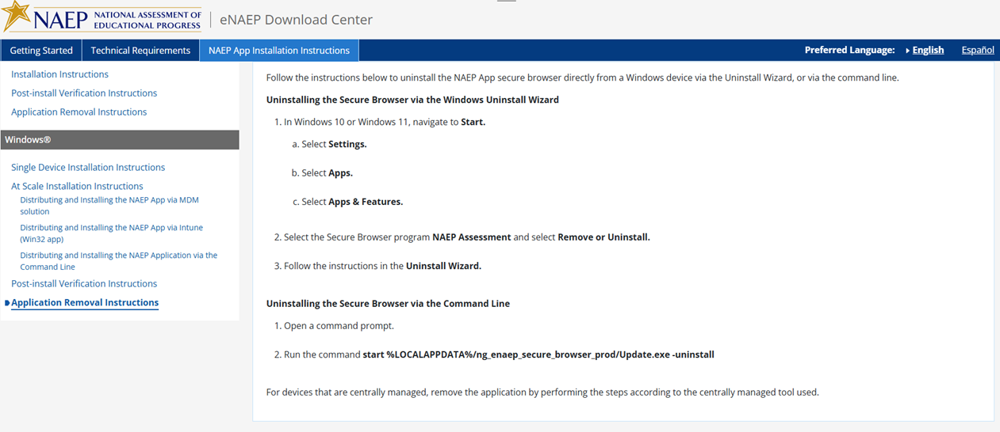 NAEP
NATIONAL ASSESSMENT OF
EDUCATIONAL PROGRESS
eNAEP Download Center
Getting Started
Technical Requirements
NAEP App Installation Instructions
Preferred Language:
English
Español
Installation Instructions
Post-install Verification Instructions
Application Removal Instructions
Windows®
Single Device Installation Instructions
At Scale Installation Instructions
Distributing and Installing the NAEP App via MDM
solution
Distributing and Installing the NAEP App via Intune
(Win32 app)
Distributing and Installing the NAEP Application via the
Command Line
Post-install Verification Instructions
Application Removal Instructions
Follow the instructions below to uninstall the NAEP App secure browser directly from a Windows device via the Uninstall Wizard, or via the command line.
Uninstalling the Secure Browser via the Windows Uninstall Wizard
1. In Windows 10 or Windows 11, navigate to Start.
a. Select Settings.
b. Select Apps.
c. Select Apps & Features.
2. Select the Secure Browser program NAEP Assessment and select Remove or Uninstall.
3. Follow the instructions in the Uninstall Wizard.
Uninstalling the Secure Browser via the Command Line
1. Open a command prompt.
2. Run the command start %LOCALAPPDATA%/ng_enaep_secure_browser_prod/Update.exe -uninstall
For devices that are centrally managed, remove the application by performing the steps according to the centrally managed tool used.